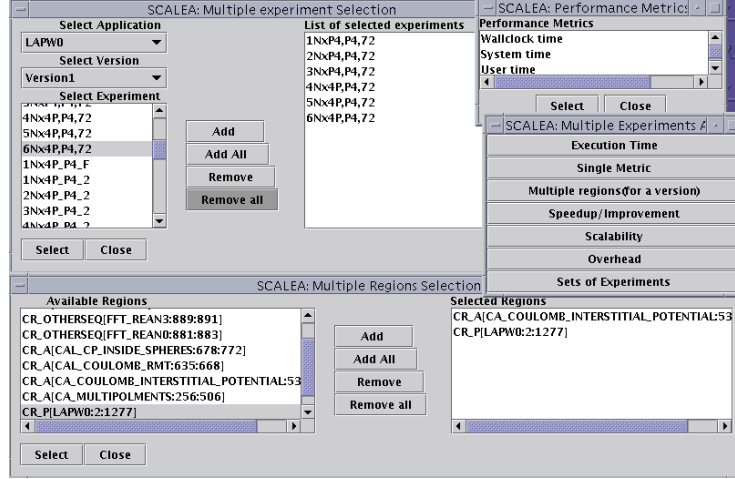 SCALEA: Multiple experiment Selection
Select Application
LAPW0
Select Version
Version1
Select Experiment
3NxP4,P4,72
4NxP4,P4,72
5Nx4P,P4,72
6Nx4P,P4,72
1NxP_P4_F
1Nx4P_P4_2
2Nx4P_P4_2
3Nx4P_P4_2
4Nx4P_P4_2
Add
Add All
Remove
Remove all
Select
Close
List of selected experiments
1NxP4,P4,72
2NxP4,P4,72
3NxP4,P4,72
4Nx4P,P4,72
5Nx4P,P4,72
6Nx4P,P4,72
SCALEA: Performance Metrics
Performance Metrics
Wallclock time
System time
User time
Select
Close
SCALEA: Multiple Experiments A
Execution Time
Single Metric
Multiple regions(for a version)
Speedup/Improvement
Scalability
Overhead
Sets of Experiments
SCALEA: Multiple Regions Selection
Available Regions
CR_OTHERSEQ[FFT_REAN3:889:891]
CR_OTHERSEQ[FFT_REAN0:881:883]
CR_A[CAL_CP_INSIDE_SPHERES:678:772]
CR_A[CAL_COULOMB_RMT:635:668]
CR_A[CA_COULOMB_INTERSTITIAL_POTENTIAL:53
CR_A[CA_MULTIPOLMENTS:256:506]
CR_P[LAPW0:2:1277]
Add
Add All
Remove
Remove all
Selected Regions
CR_A[CA_COULOMB_INTERSTITIAL_POTENTIAL:53
CR_P[LAPW0:2:1277]
Select
Close